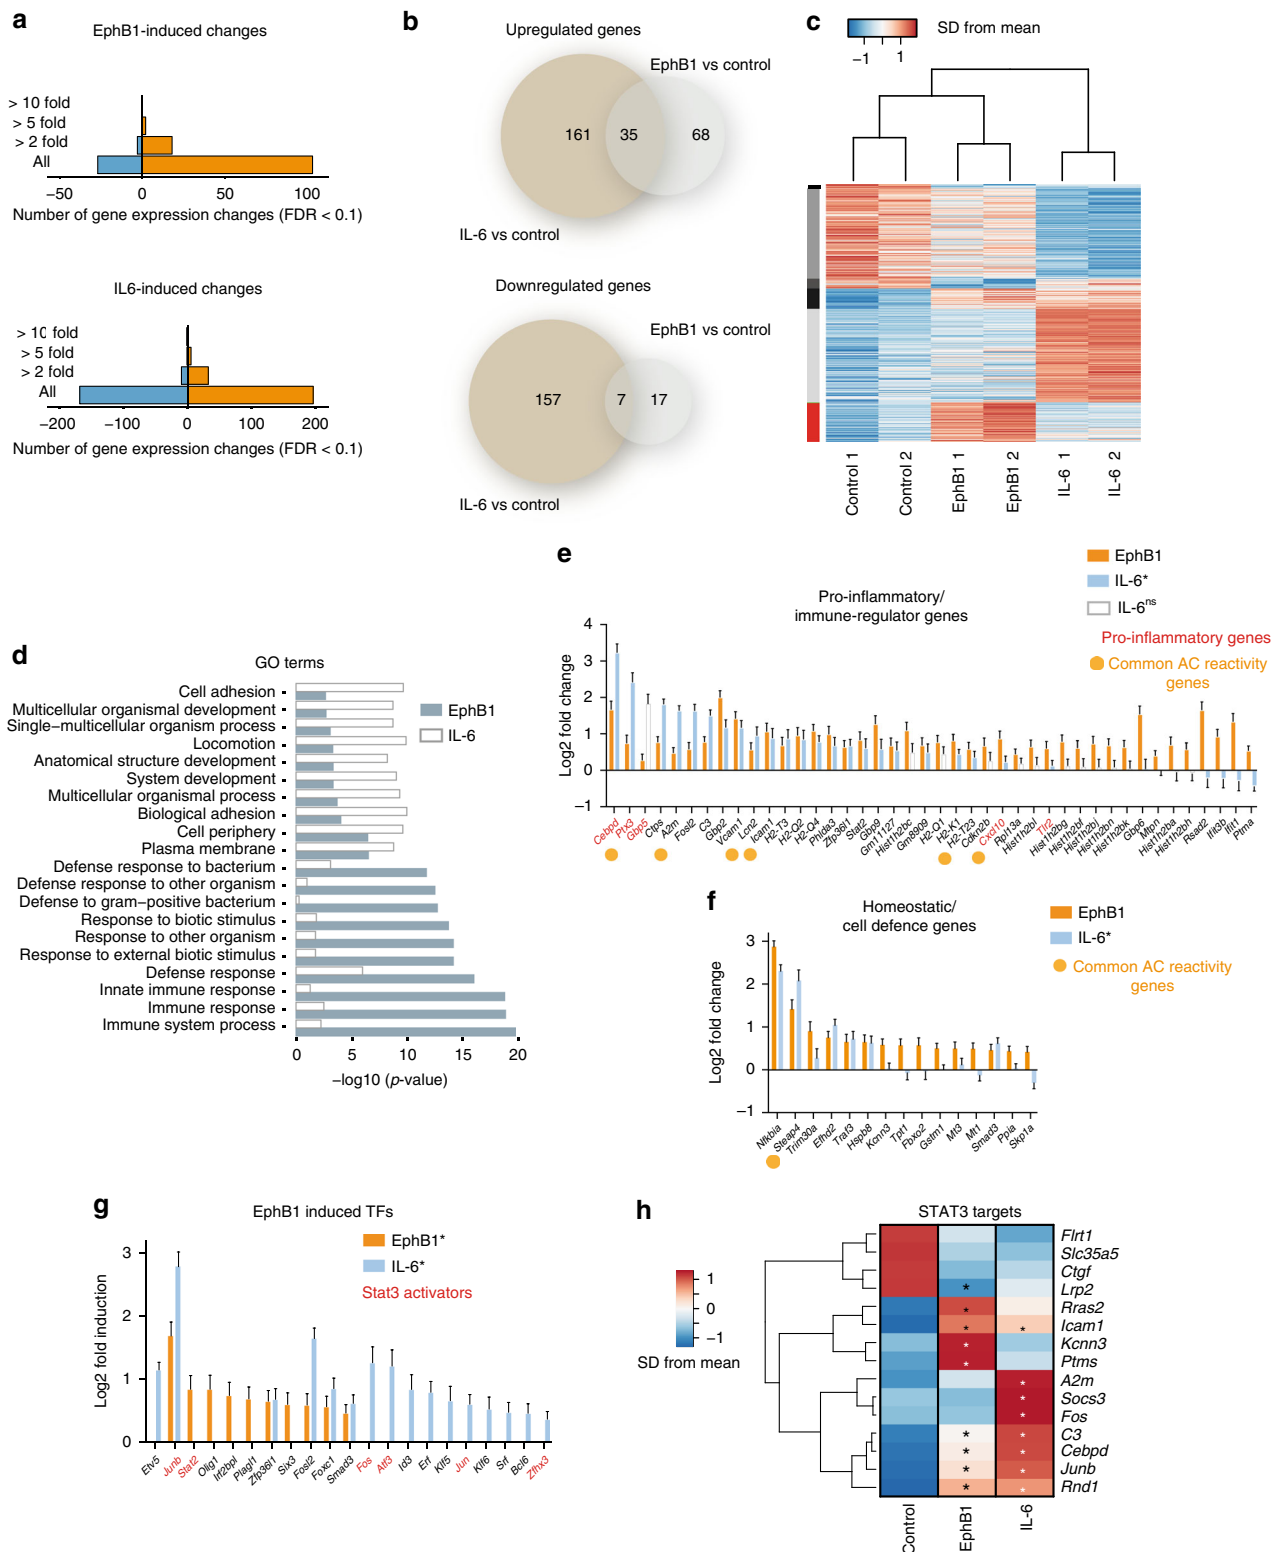 a
EphB1-induced changes
> 10 fold
> 5 fold
> 2 fold
All
−50
0
50
100
Number of gene expression changes (FDR < 0.1)
IL6-induced changes
> 10 fold
> 5 fold
> 2 fold
All
−200
−100
0
100
200
Number of gene expression changes (FDR < 0.1)
b
Upregulated genes
EphB1 vs control
161
35
68
IL-6 vs control
Downregulated genes
EphB1 vs control
157
7
17
IL-6 vs control
c
SD from mean
−1
1
Control 1
Control 2
EphB1 1
EphB1 2
IL-6 1
IL-6 2
d
GO terms
Cell adhesion
Multicellular organismal development
Single−multicellular organism process
Locomotion
Anatomical structure development
System development
Multicellular organismal process
Biological adhesion
Cell periphery
Plasma membrane
Defense response to bacterium
Defense response to other organism
Defense to gram−positive bacterium
Response to biotic stimulus
Response to other organism
Response to external biotic stimulus
Defense response
Innate immune response
Immune response
Immune system process
EphB1
IL-6
0
5
10
15
20
−log10 (p-value)
e
Pro-inflammatory/
immune-regulator genes
EphB1
IL-6*
IL-6ns
Pro-inflammatory genes
Common AC reactivity
genes
Log2 fold change
4
3
2
1
0
−1
Cebpd
Ptx3
Gbp5
Ctps
A2m
Fosl2
C3
Gbp2
Vcam1
Lcn2
Icam1
H2-T3
H2-Q2
H2-Q4
Phlda3
Zfp36l1
Stat2
Gbp9
Gm11127
Hist1h2bc
Gm8909
H2-Q1
H2-K1
H2-T23
Cdkn2b
Cxcl10
Rpl13a
Hist1h2bl
Tlr2
Hist1h2bg
Hist1h2bf
Hist1h2bj
Hist1h2bn
Hist1h2bk
Gbp6
Mbpn
Hist1h2ba
Hist1h2bh
Rsad2
Ifit3b
Ifit1
Ptma
f
Homeostatic/
cell defence genes
EphB1
IL-6*
Common AC reactivity
genes
Log2 fold change
3
2
1
0
−1
Nfkbia
Steap4
Trim30a
Efhd2
Traf3
Hspb8
Kcnn3
Tpt1
Fbxo2
Gstm1
Mt3
Mt1
Smad3
Ppia
Skp1a
g
EphB1 induced TFs
EphB1*
IL-6*
Stat3 activators
Log2 fold induction
3
2
1
0
Etv5
Junb
Stat2
Olig1
Irf2bpl
Plagl1
Zfp36l1
Six3
Fosl2
Foxc1
Smad3
Fos
Atf3
Id3
Erf
Klf5
Jun
Klf6
Srf
Bcl6
Zfhx3
h
STAT3 targets
1
0
−1
SD from mean
Flrt1
Slc35a5
Ctgf
Lrp2
Rras2
Icam1
Kcnn3
Ptms
A2m
Socs3
Fos
C3
Cebpd
Junb
Rnd1
Control
EphB1
IL-6